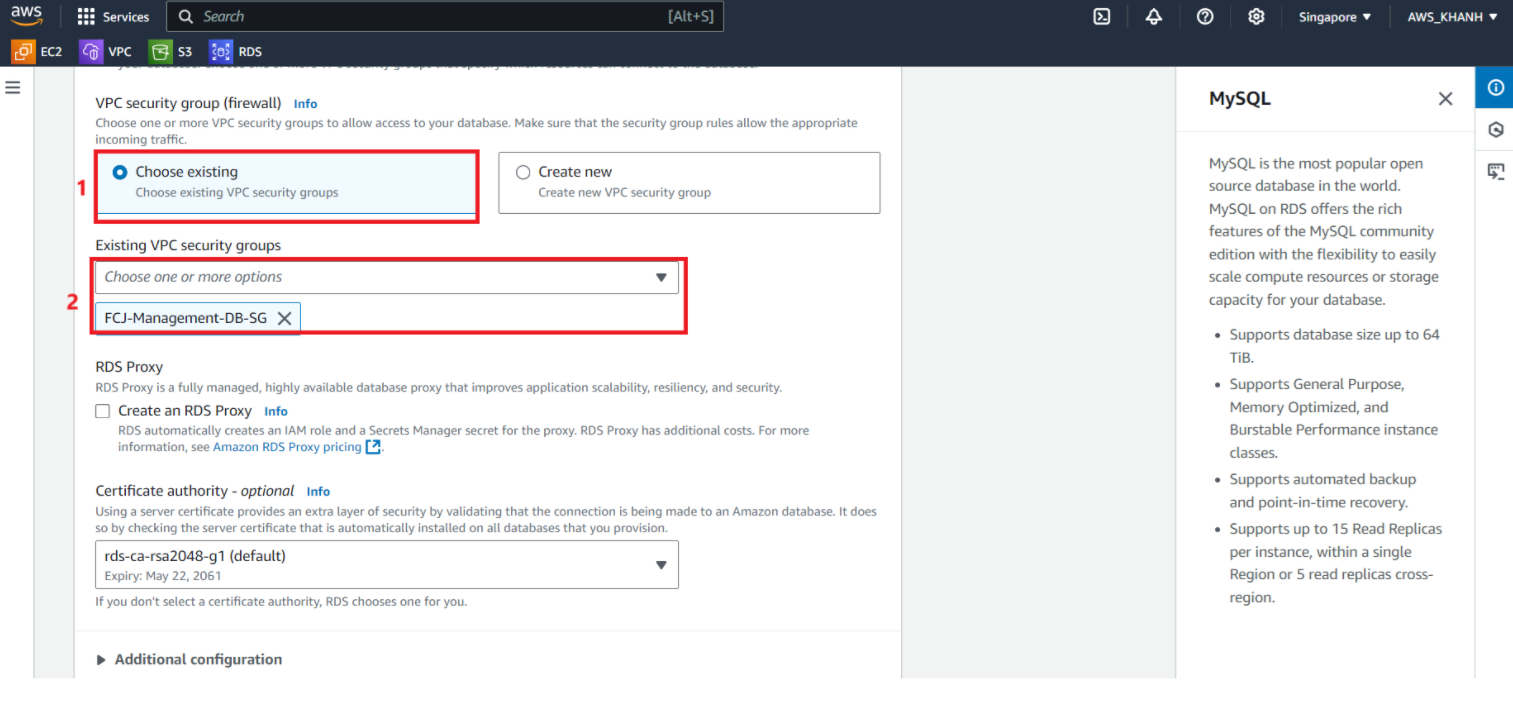 aws
Services
Search [Alt+S]
Singapore ▼
AWS_KHANH ▼
EC2 VPC S3 RDS
VPC security group (firewall) Info
Choose one or more VPC security groups to allow access to your database. Make sure that the security group rules allow the appropriate
incoming traffic.
1
Choose existing
Choose existing VPC security groups
Create new
Create new VPC security group
Existing VPC security groups
2
Choose one or more options
FCJ-Management-DB-SG
RDS Proxy
RDS Proxy is a fully managed, highly available database proxy that improves application scalability, resiliency, and security.
Create an RDS Proxy Info
RDS automatically creates an IAM role and a Secrets Manager secret for the proxy. RDS Proxy has additional costs. For more
information, see Amazon RDS Proxy pricing.
Certificate authority - optional Info
Using a server certificate provides an extra layer of security by validating that the connection is being made to an Amazon database. It does
so by checking the server certificate that is automatically installed on all databases that you provision.
rds-ca-rsa2048-g1 (default)
Expiry: May 22, 2061
If you don't select a certificate authority, RDS chooses one for you.
Additional configuration
MySQL
MySQL is the most popular open
source database in the world.
MySQL on RDS offers the rich
features of the MySQL community
edition with the flexibility to easily
scale compute resources or storage
capacity for your database.
• Supports database size up to 64
TiB.
• Supports General Purpose,
Memory Optimized, and
Burstable Performance instance
classes.
• Supports automated backup
and point-in-time recovery.
• Supports up to 15 Read Replicas
per instance, within a single
Region or 5 read replicas cross-
region.